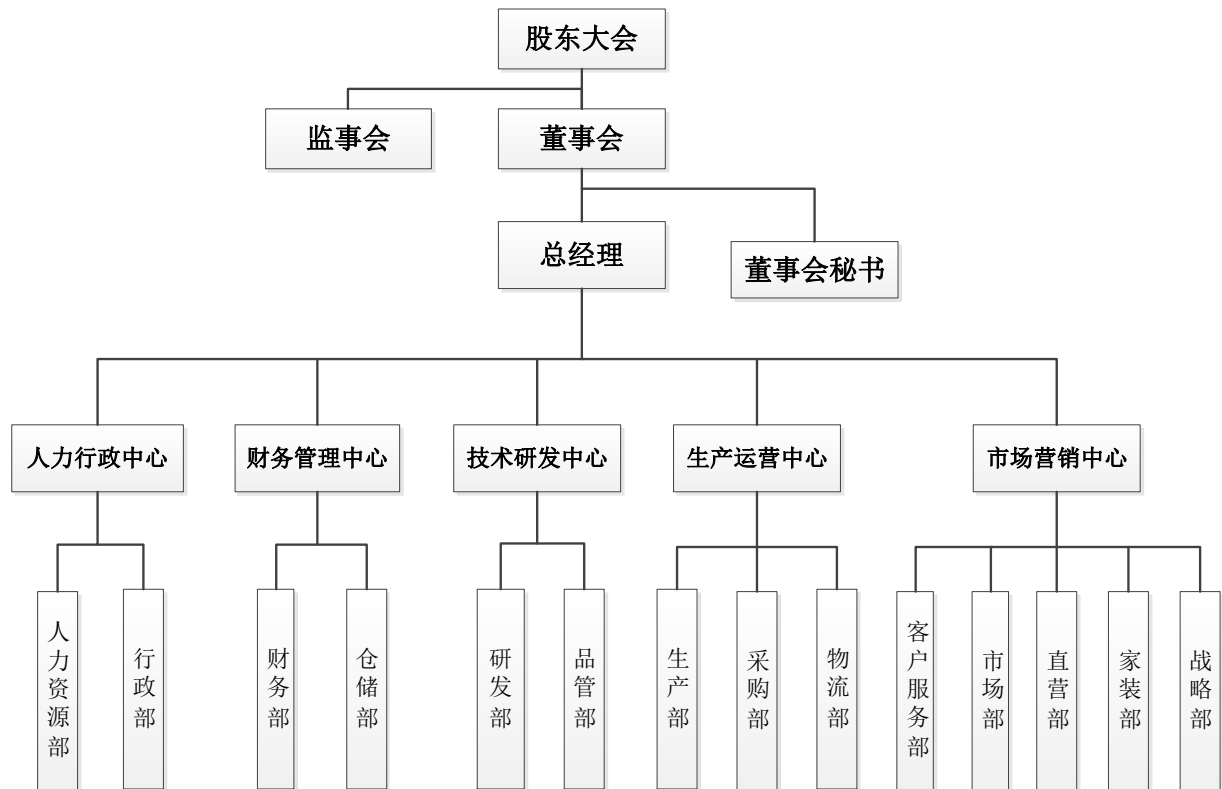 股东大会
监事会
董事会
总经理
董事会秘书
人力行政中心
财务管理中心
技术研发中心
生产运营中心
市场营销中心
人力资源部
行政部
财务部
仓储部
研发部
品管部
生产部
采购部
物流部
客户服务部
市场部
直营部
家装部
战略部